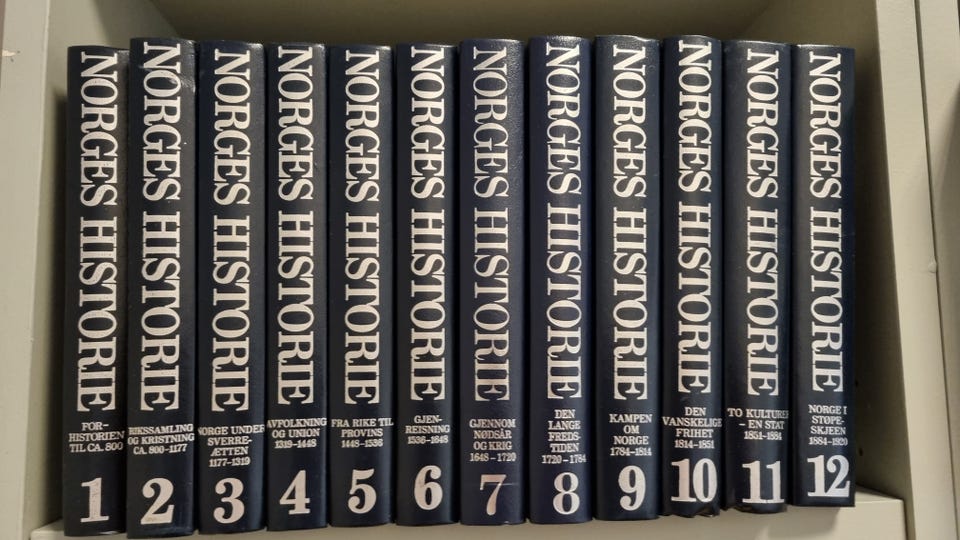 NORGES HISTORIE
FOR-
HISTORIEN
TIL CA. 800
1
NORGES HISTORIE
RIKSSAMLING
OG KRISTNING
CA. 800-1177
2
NORGES HISTORIE
NORGE UNDER
SVERRE-
ÆTTEN
1177-1319
3
NORGES HISTORIE
AVFOLKNING
OG UNION
1319-1448
4
NORGES HISTORIE
FRA RIKE TIL
PROVINS
1448-1536
5
NORGES HISTORIE
GJEN-
REISNING
1536-1648
6
NORGES HISTORIE
GJENNOM
NØDSÅR
OG KRIG
1648-1720
7
NORGES HISTORIE
DEN
LANGE
FREDS-
TIDEN
1720-1784
8
NORGES HISTORIE
KAMPEN
OM
NORGE
1784-1814
9
NORGES HISTORIE
DEN
VANSKELIGE
FRIHET
1814-1851
10
NORGES HISTORIE
TO KULTURER
- EN STAT
1851-1884
11
NORGES HISTORIE
NORGE I
STØPE-
SKJEEN
1884-1920
12